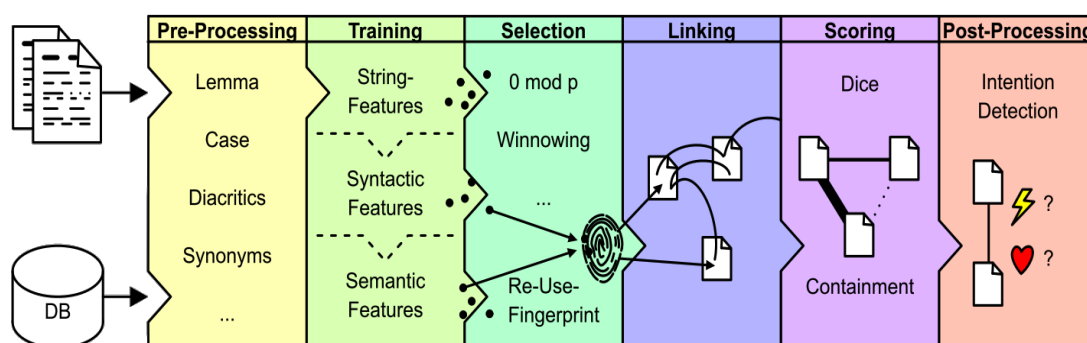 Pre-Processing
Training
Selection
Linking
Scoring
Post-Processing
Lemma
Case
Diacritics
Synonyms
...
DB
String-
Features
Syntactic
Features
Semantic
Features
0 mod p
Winnowing
...
Re-Use-
Fingerprint
Dice
Containment
Intention
Detection
?
?